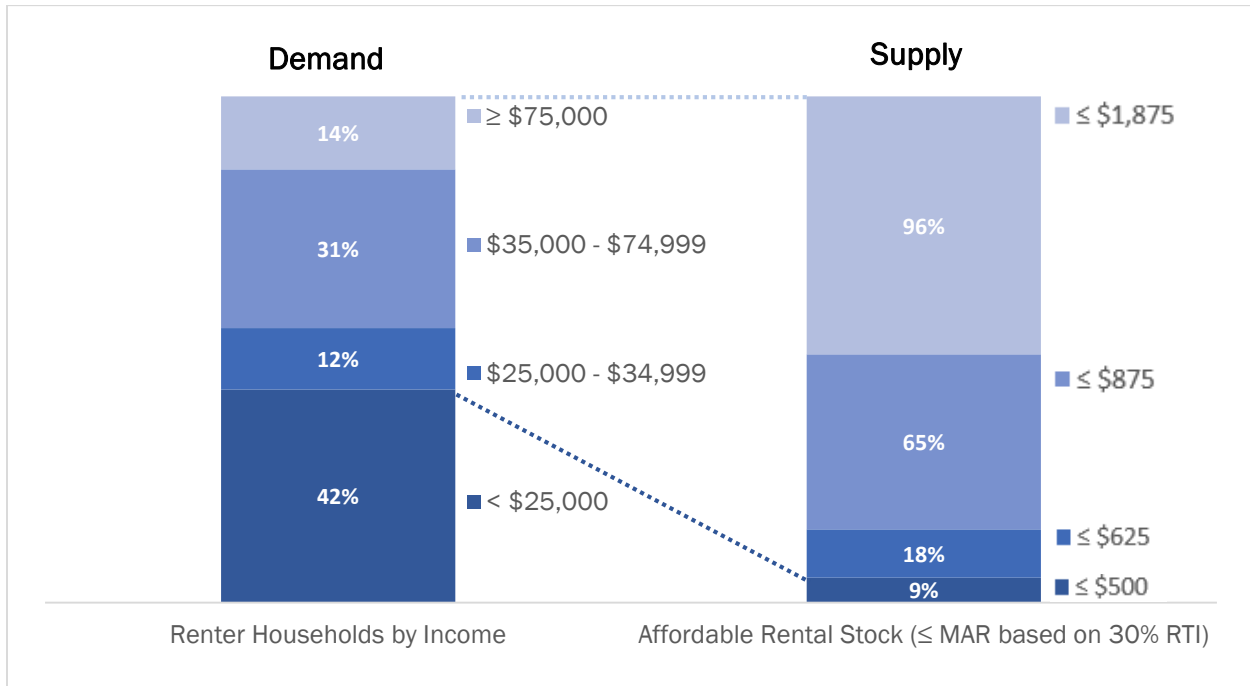 Demand
Supply
14%
≥ $75,000
31%
$35,000 - $74,999
12%
$25,000 - $34,999
42%
< $25,000
96%
≤ $1,875
65%
≤ $875
18%
≤ $625
9%
≤ $500
Renter Households by Income
Affordable Rental Stock (≤ MAR based on 30% RTI)